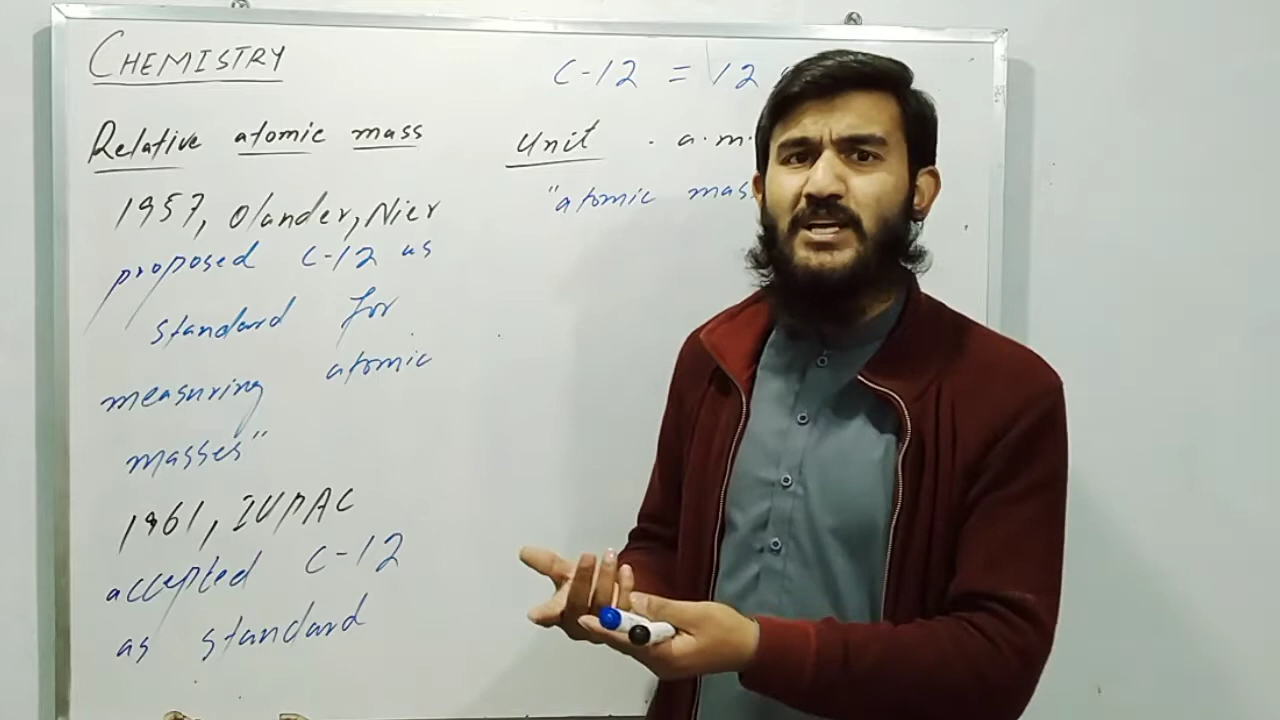 CHEMISTRY
Relative atomic mass
1957, Olander, Nier
proposed C-12 as
standard for
measuring atomic
masses"
1961, IUPAC
accepted C-12
as standard
C-12 = 12
Unit . a.m.
"atomic mas